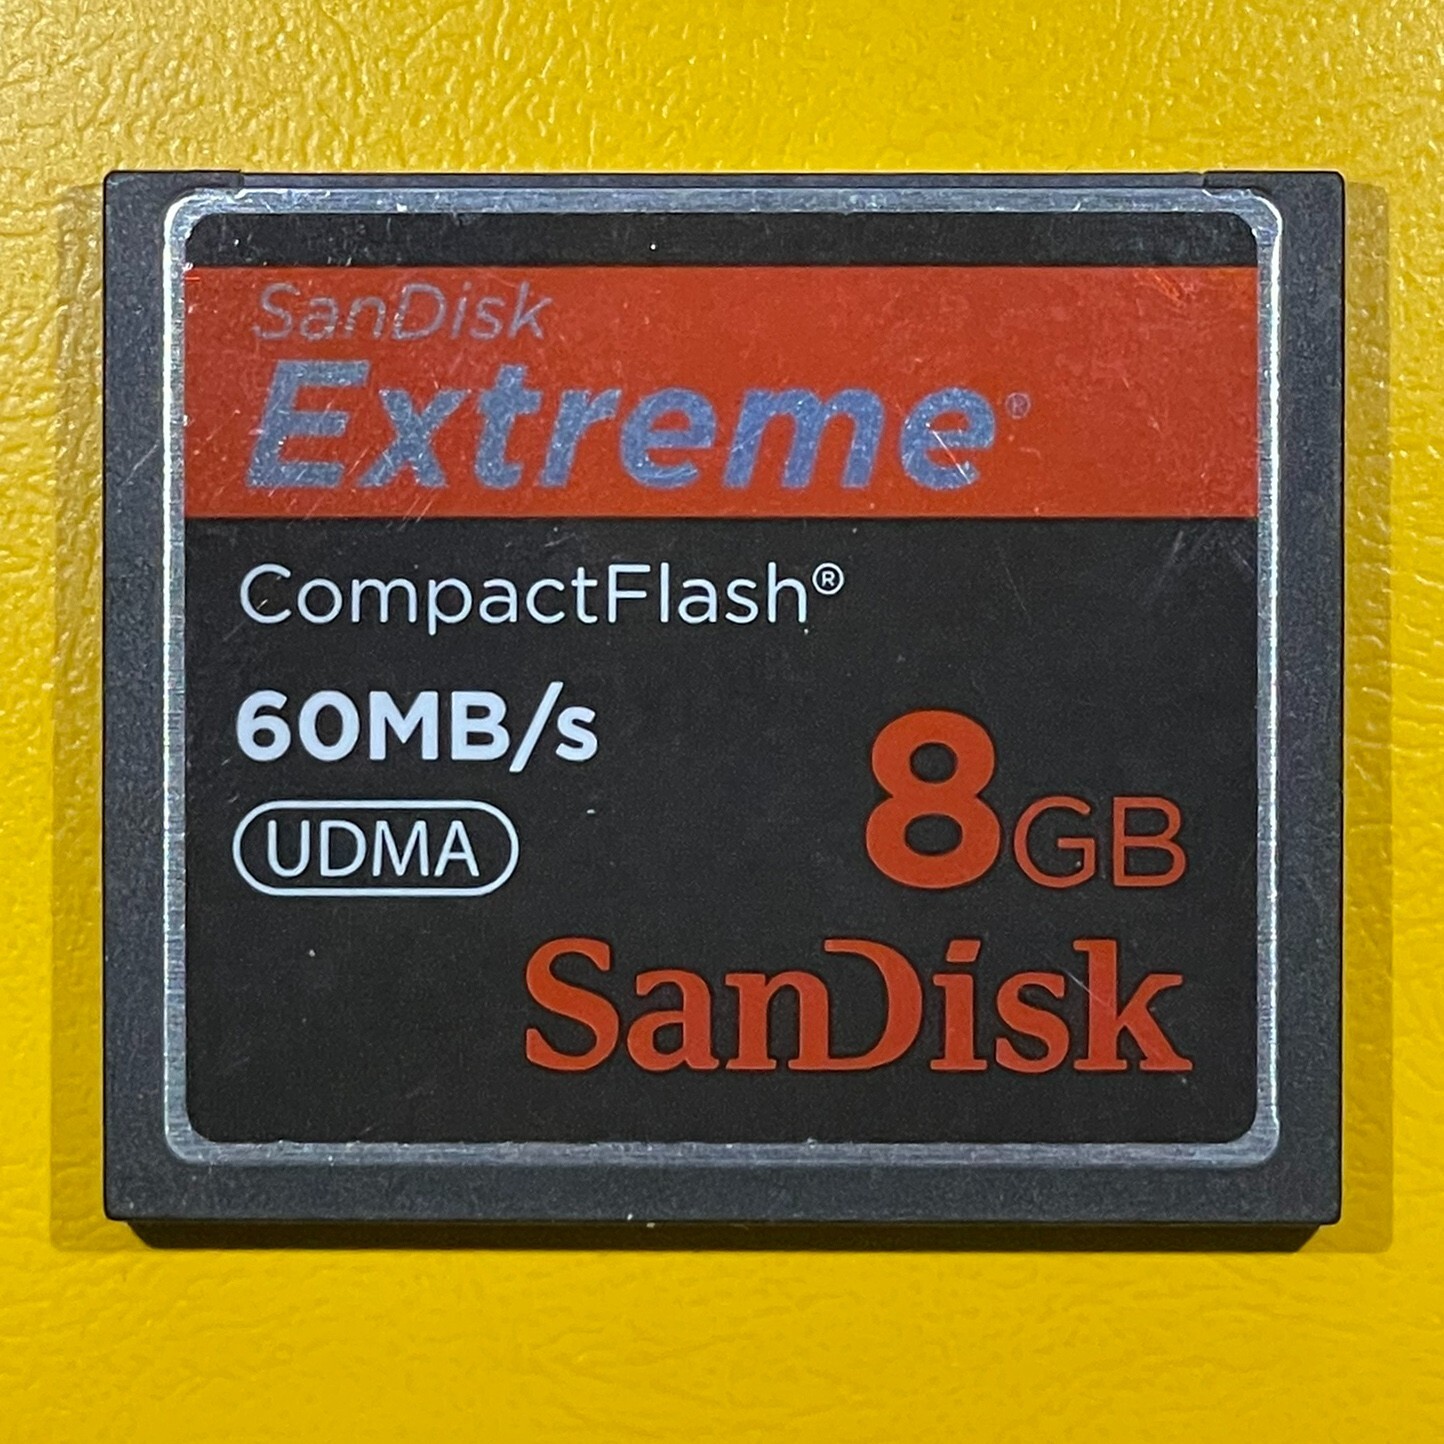 SanDisk
Extreme®
CompactFlash®
60MB/s
UDMA
8GB
SanDisk